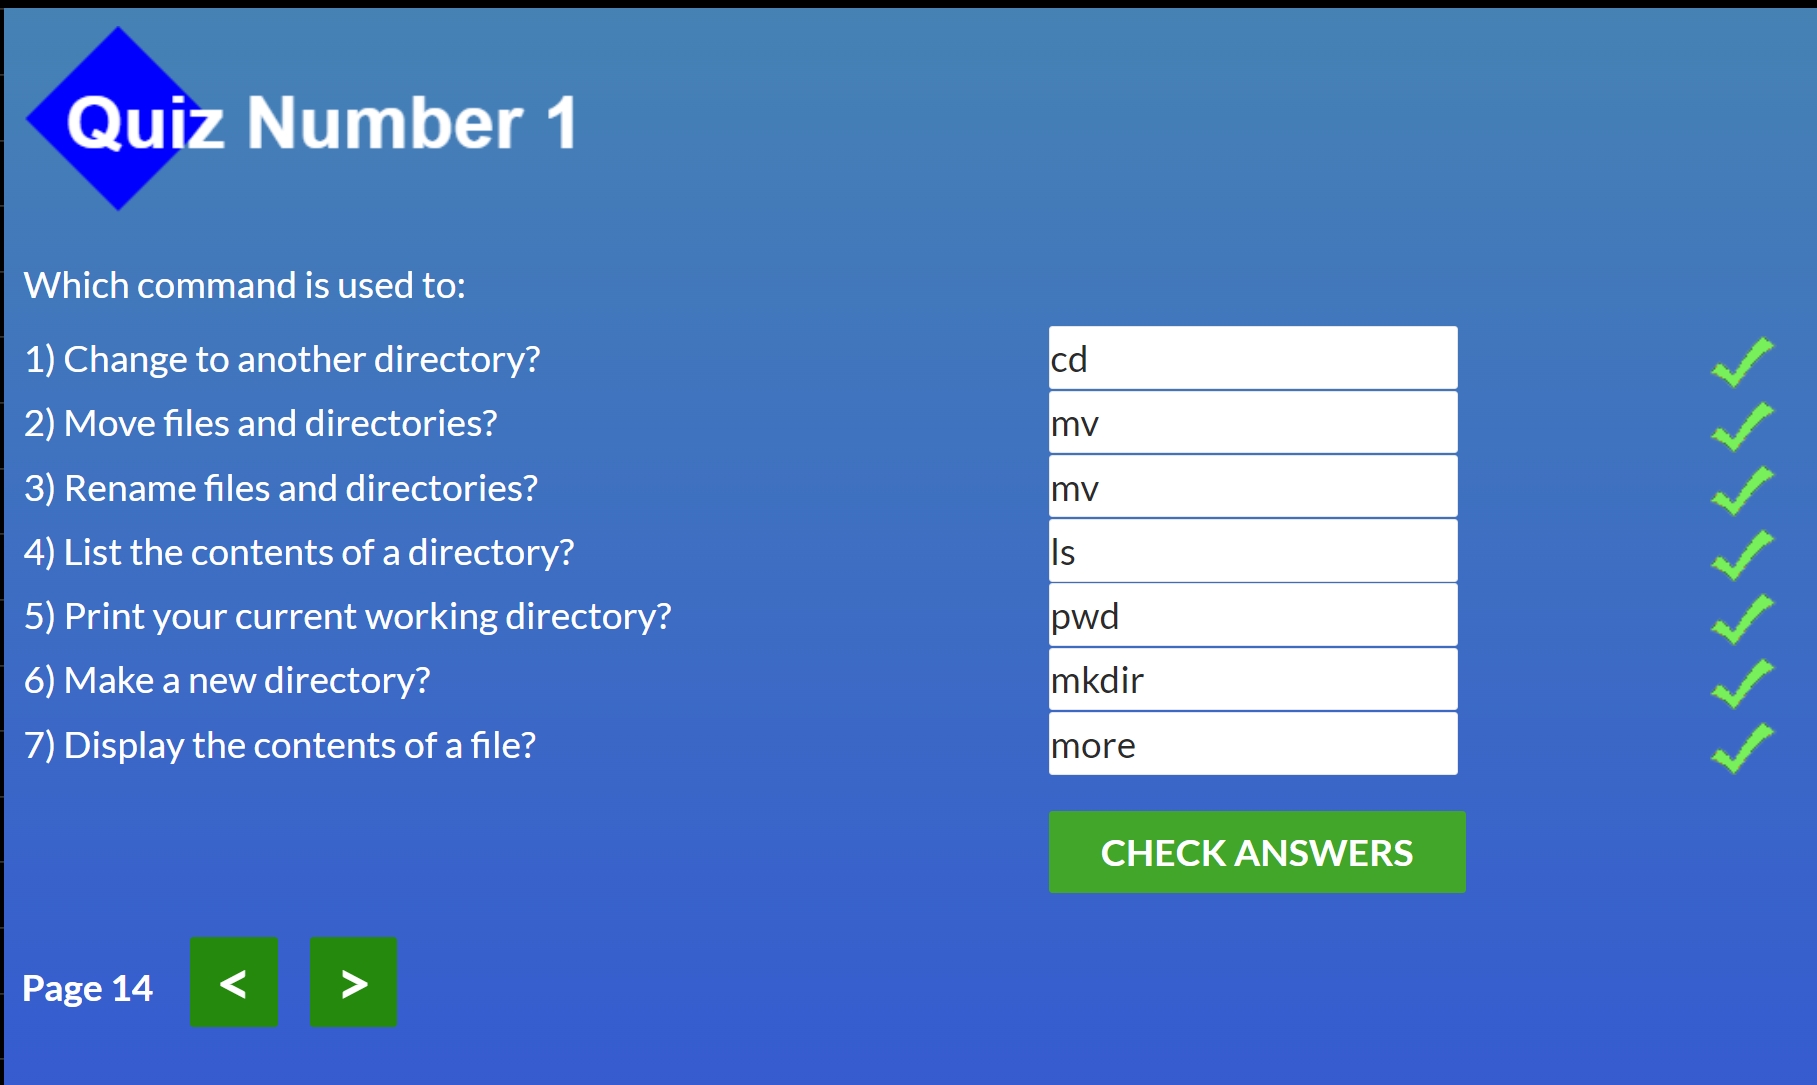 Quiz Number 1
Which command is used to:
1) Change to another directory? cd
2) Move files and directories? mv
3) Rename files and directories? mv
4) List the contents of a directory? ls
5) Print your current working directory? pwd
6) Make a new directory? mkdir
7) Display the contents of a file? more
CHECK ANSWERS
Page 14 < >